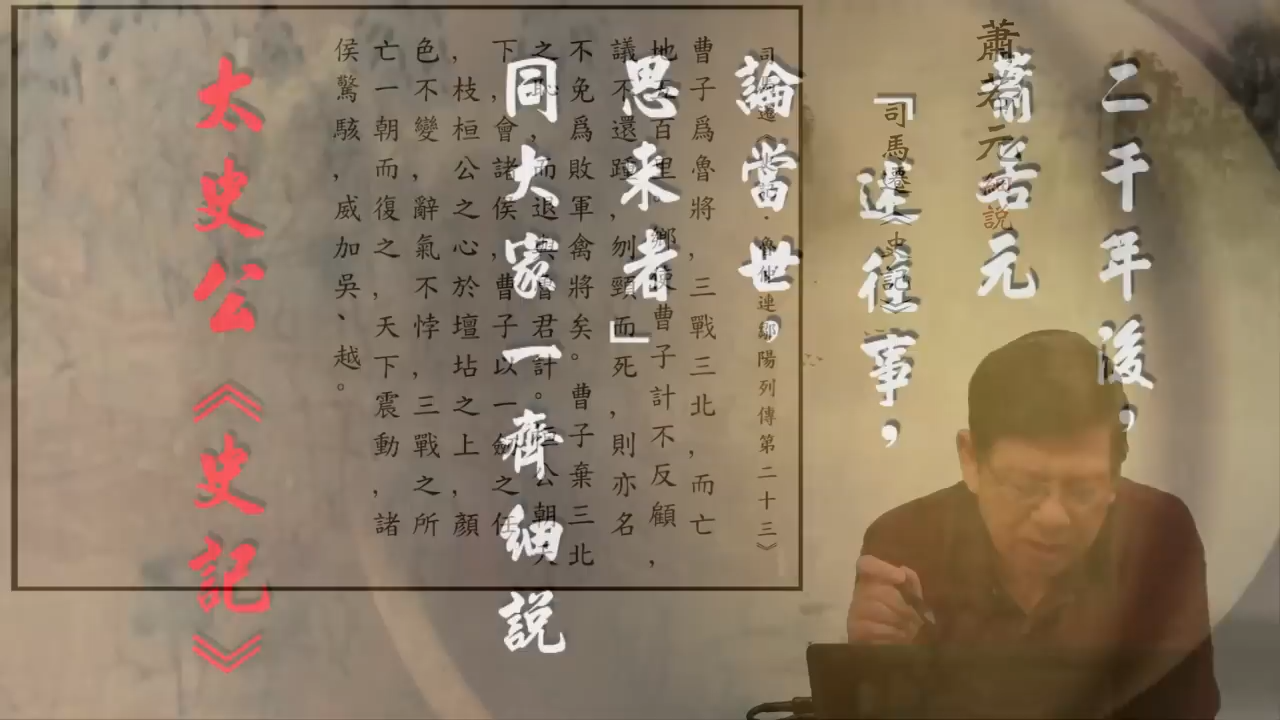 二千年後,
蕭若元
『述往事,
論當世,
思來者』
同大家一齊細說
太史公《史記》
蕭若元細說
司馬遷《史記》
曹子爲魯將,三戰三北,而亡
地五百里。鄉使曹子計不反顧,
議不還踵,刎頸而死,則亦名
不免爲敗軍禽將矣。曹子棄三北
之恥,而退與魯君計。公朝天
下,會諸侯,曹子以一劍之任
,枝桓公之心於壇坫之上,顏
色不變,辭氣不悖,三戰之所
亡一朝而復之,天下震動,諸
侯驚駭,威加吳、越。
司馬遷《史記·魯仲連鄒陽列傳第二十三》